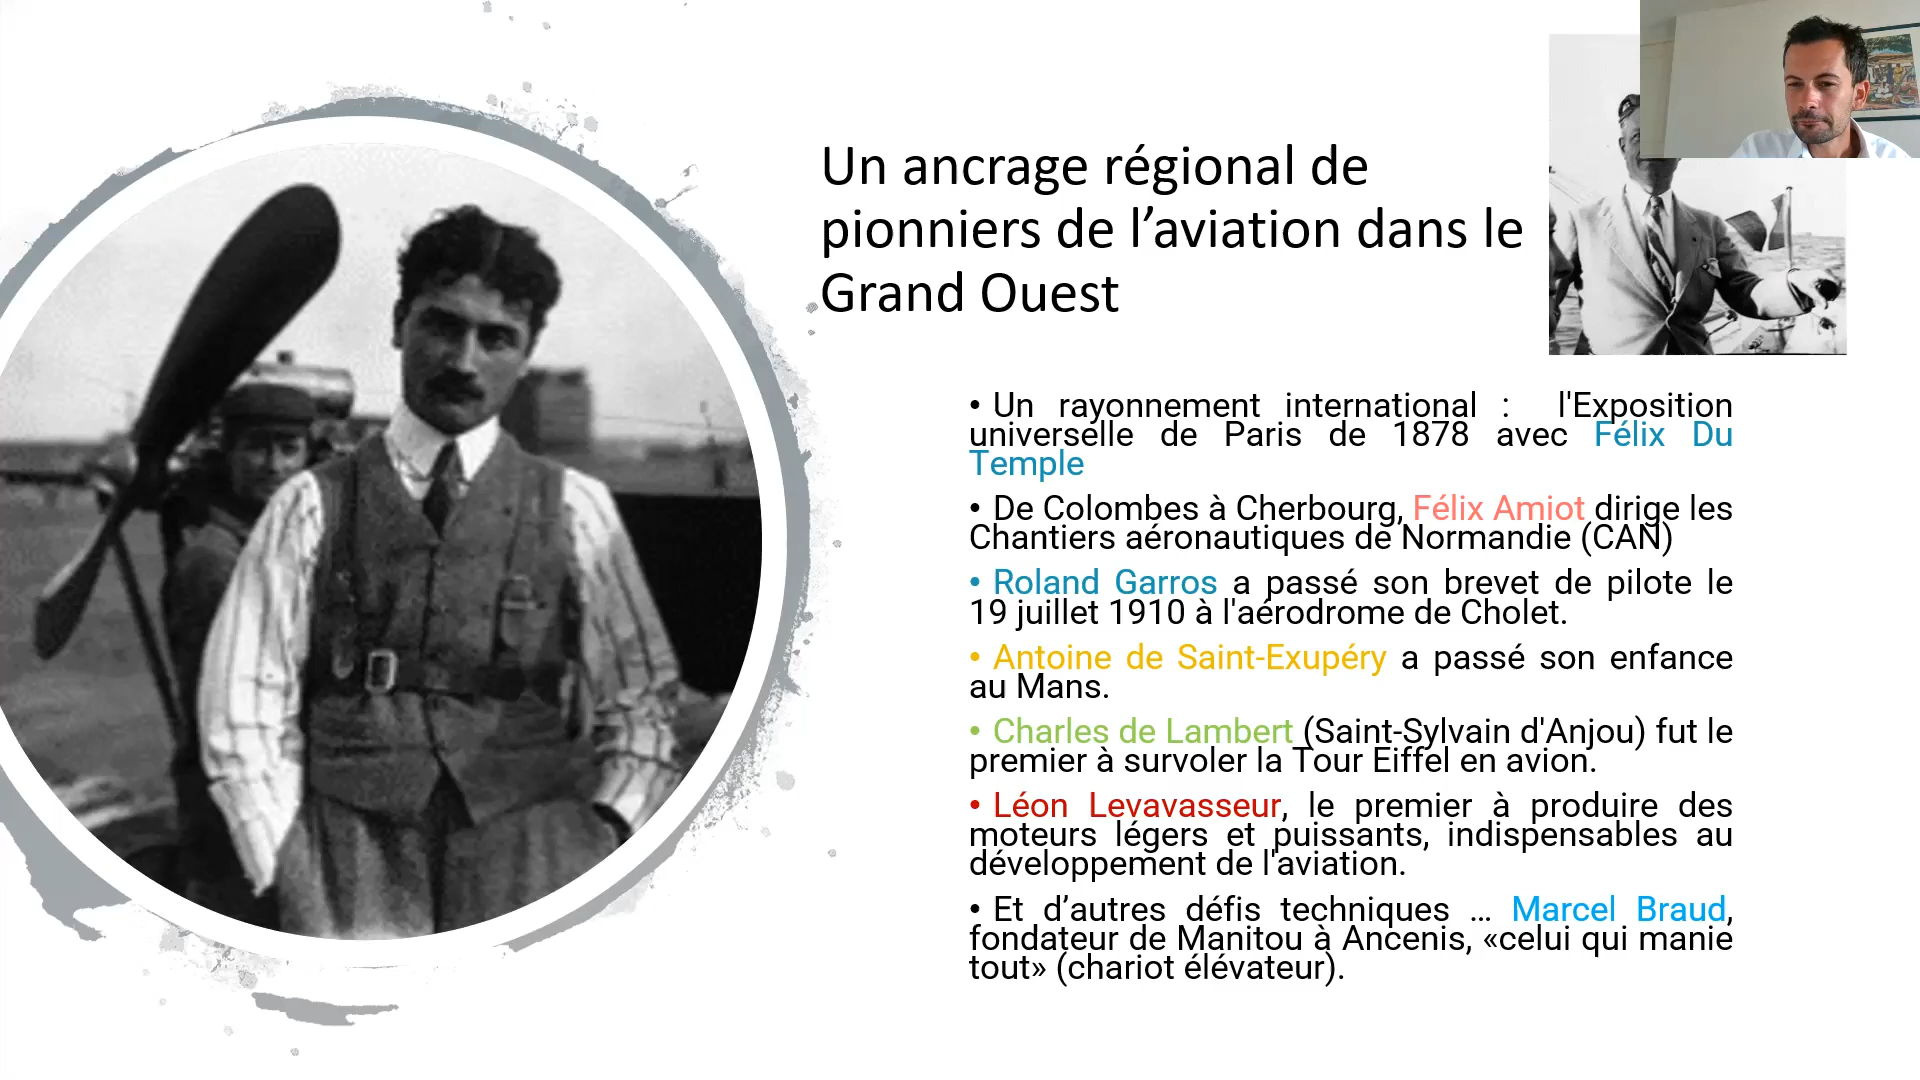 Un ancrage régional de
pionniers de l’aviation dans le
Grand Ouest
• Un rayonnement international : l'Exposition
universelle de Paris de 1878 avec Félix Du
Temple
• De Colombes à Cherbourg, Félix Amiot dirige les
Chantiers aéronautiques de Normandie (CAN)
• Roland Garros a passé son brevet de pilote le
19 juillet 1910 à l'aérodrome de Cholet.
• Antoine de Saint-Exupéry a passé son enfance
au Mans.
• Charles de Lambert (Saint-Sylvain d'Anjou) fut le
premier à survoler la Tour Eiffel en avion.
• Léon Levavasseur, le premier à produire des
moteurs légers et puissants, indispensables au
développement de l'aviation.
• Et d’autres défis techniques … Marcel Braud,
fondateur de Manitou à Ancenis, «celui qui manie
tout» (chariot élévateur).